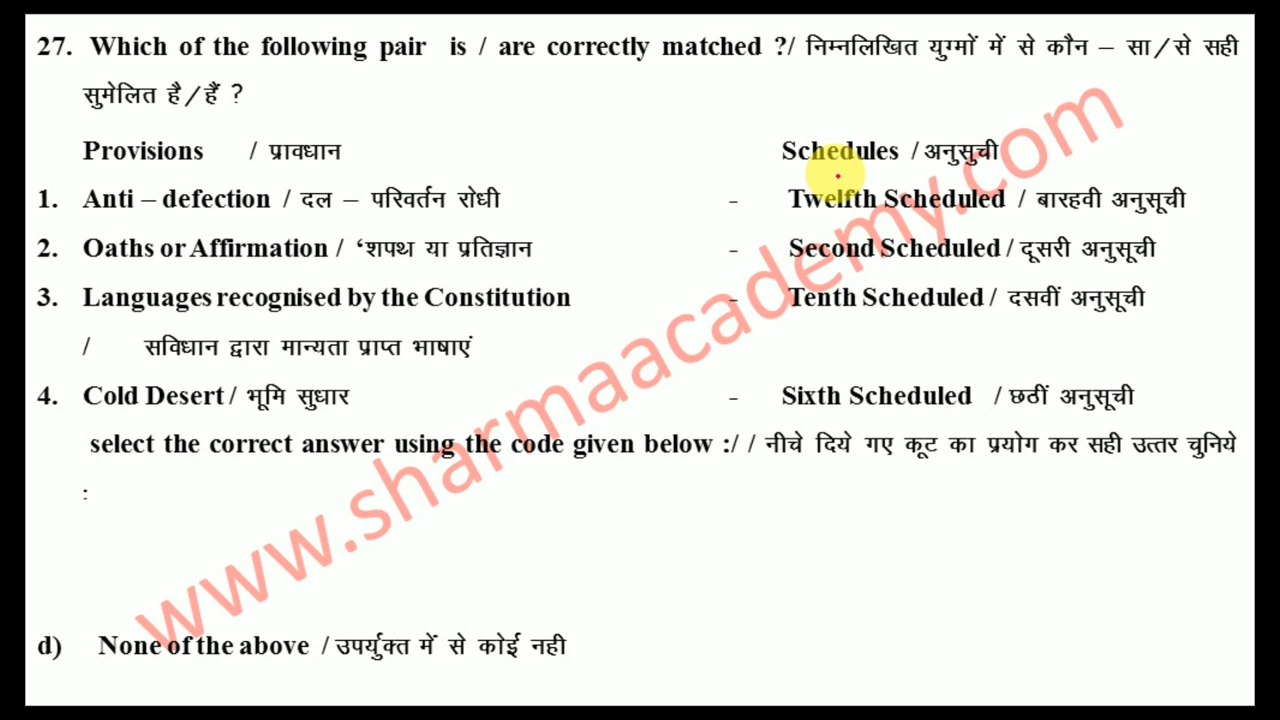 27. Which of the following pair is / are correctly matched ?/ निम्नलिखित युग्मों में से कौन – सा/से सही
सुमेलित है/हैं ?
Provisions / प्रावधान Schedules / अनुसुची
1. Anti – defection / दल – परिवर्तन रोधी - Twelfth Scheduled / बारहवी अनुसूची
2. Oaths or Affirmation / ‘शपथ या प्रतिज्ञान - Second Scheduled / दूसरी अनुसूची
3. Languages recognised by the Constitution - Tenth Scheduled / दसवीं अनुसूची
/ सविधान द्वारा मान्यता प्राप्त भाषाएं
4. Cold Desert / भूमि सुधार - Sixth Scheduled / छठीं अनुसूची
select the correct answer using the code given below :/ / नीचे दिये गए कूट का प्रयोग कर सही उत्तर चुनिये
:
d) None of the above / उपर्युक्त में से कोई नही
www.sharmaacademy.com